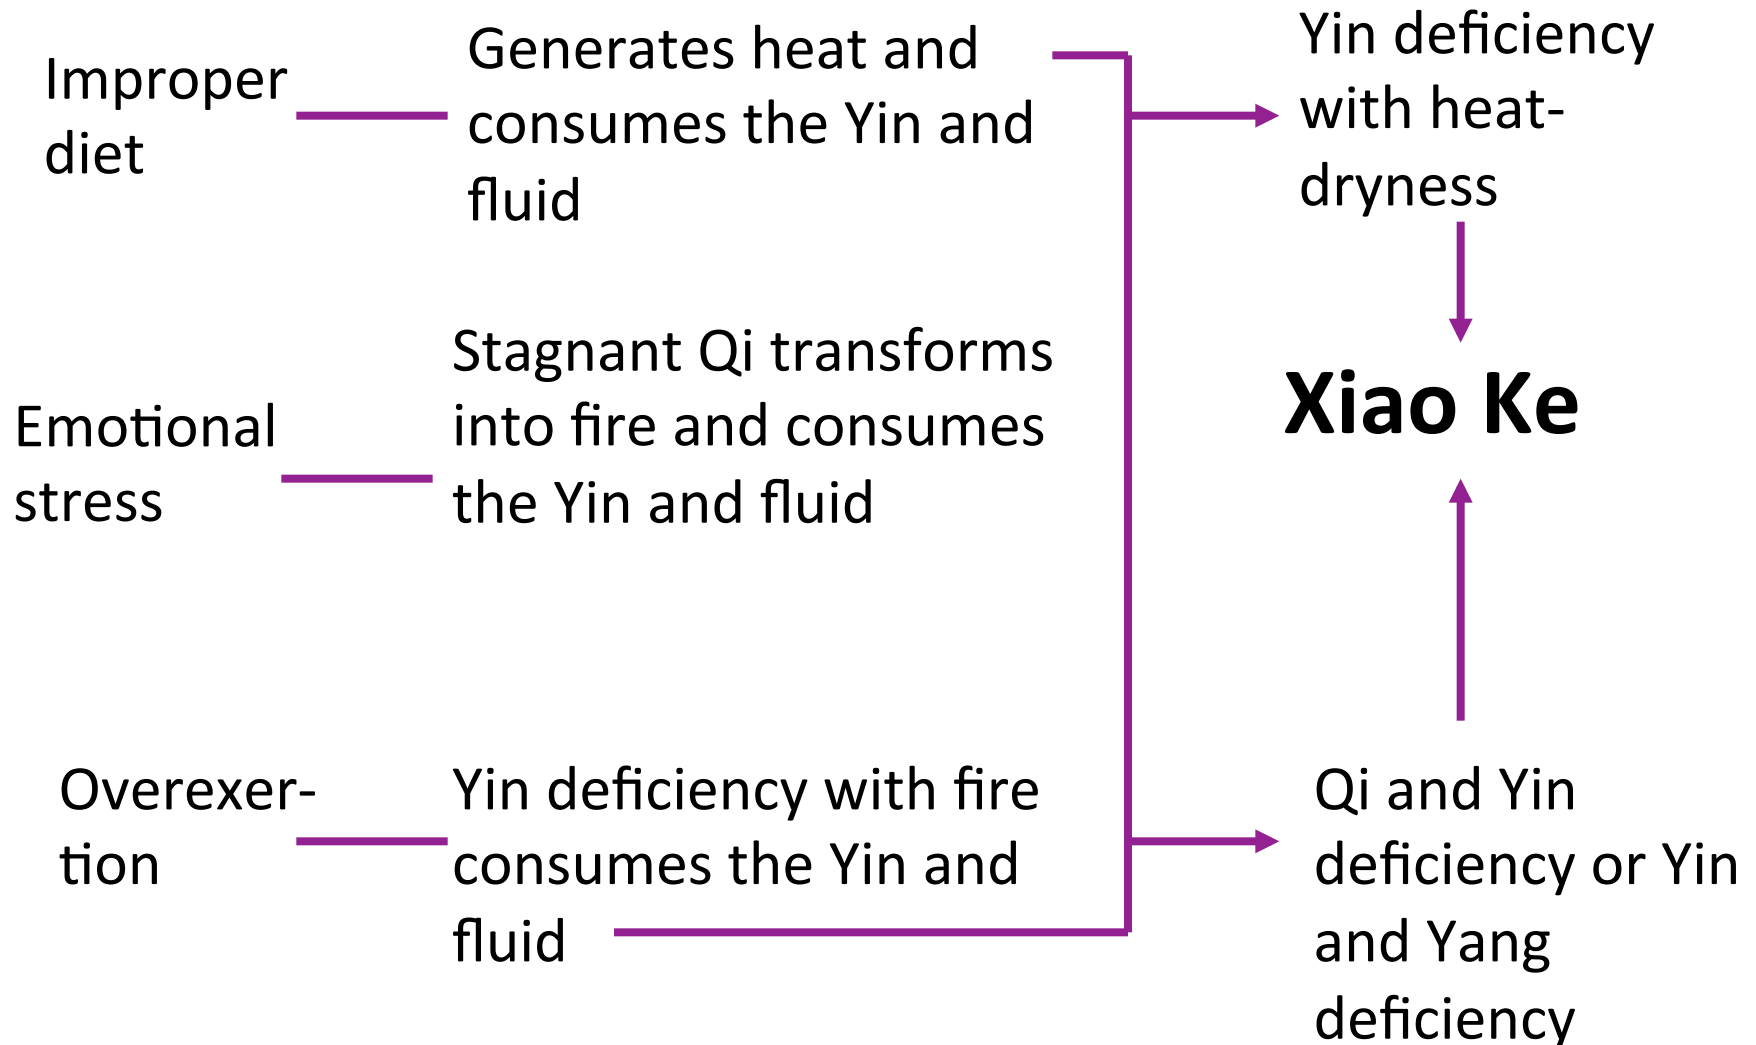 Improper
diet
Generates heat and
consumes the Yin and
fluid
Yin deficiency
with heat-
dryness
Emotional
stress
Stagnant Qi transforms
into fire and consumes
the Yin and fluid
Xiao Ke
Overexer-
tion
Yin deficiency with fire
consumes the Yin and
fluid
Qi and Yin
deficiency or Yin
and Yang
deficiency